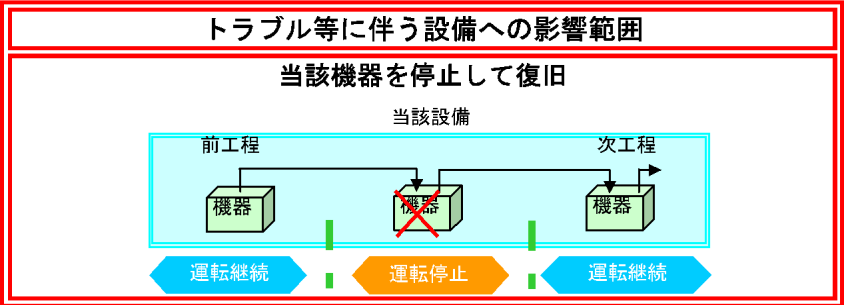 トラブル等に伴う設備への影響範囲
当該機器を停止して復旧
当該設備
前工程
次工程
機器
機器
機器
運転継続
運転停止
運転継続